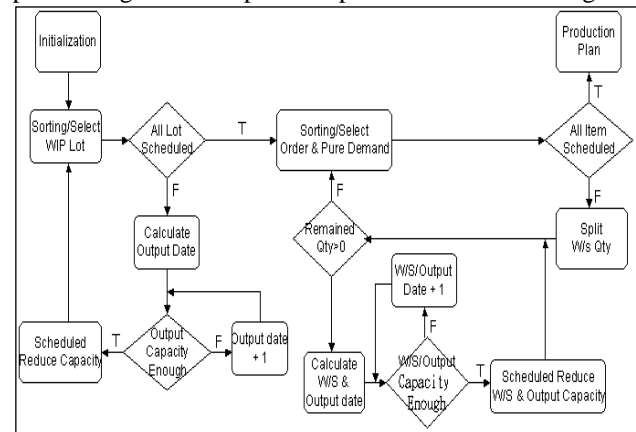 Initialization
Production
Plan
T
Sorting/Select
WIP Lot
All Lot
Scheduled
T
Sorting/Select
Order & Pure Demand
All Item
Scheduled
F
F
F
Calculate
Output Date
Remained
Qty>0
Split
W/s Qty
W/S/Output
Date + 1
F
Scheduled
Reduce Capacity
T
Output
Capacity
Enough
F
Output date
+ 1
Calculate
W/S &
Output date
W/S/Output
Capacity
Enough
T
Scheduled Reduce
W/S & Output Capacity